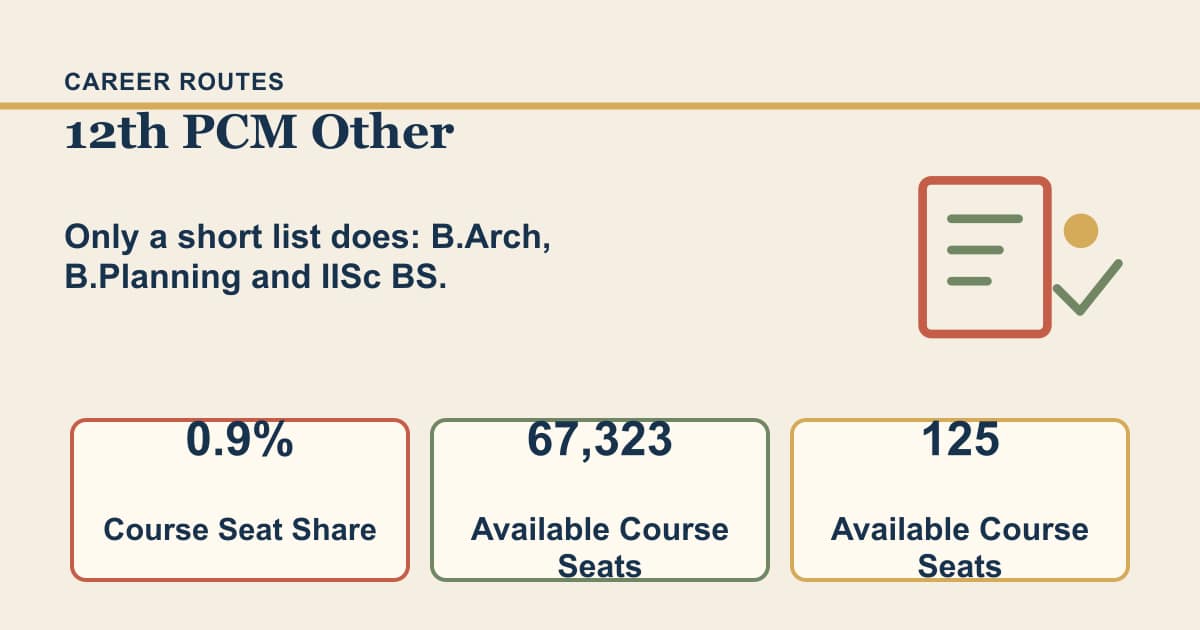 CAREER ROUTES
12th PCM Other
Only a short list does: B.Arch,
B.Planning and IISc BS.
0.9%
Course Seat Share
67,323
Available Course
Seats
125
Available Course
Seats